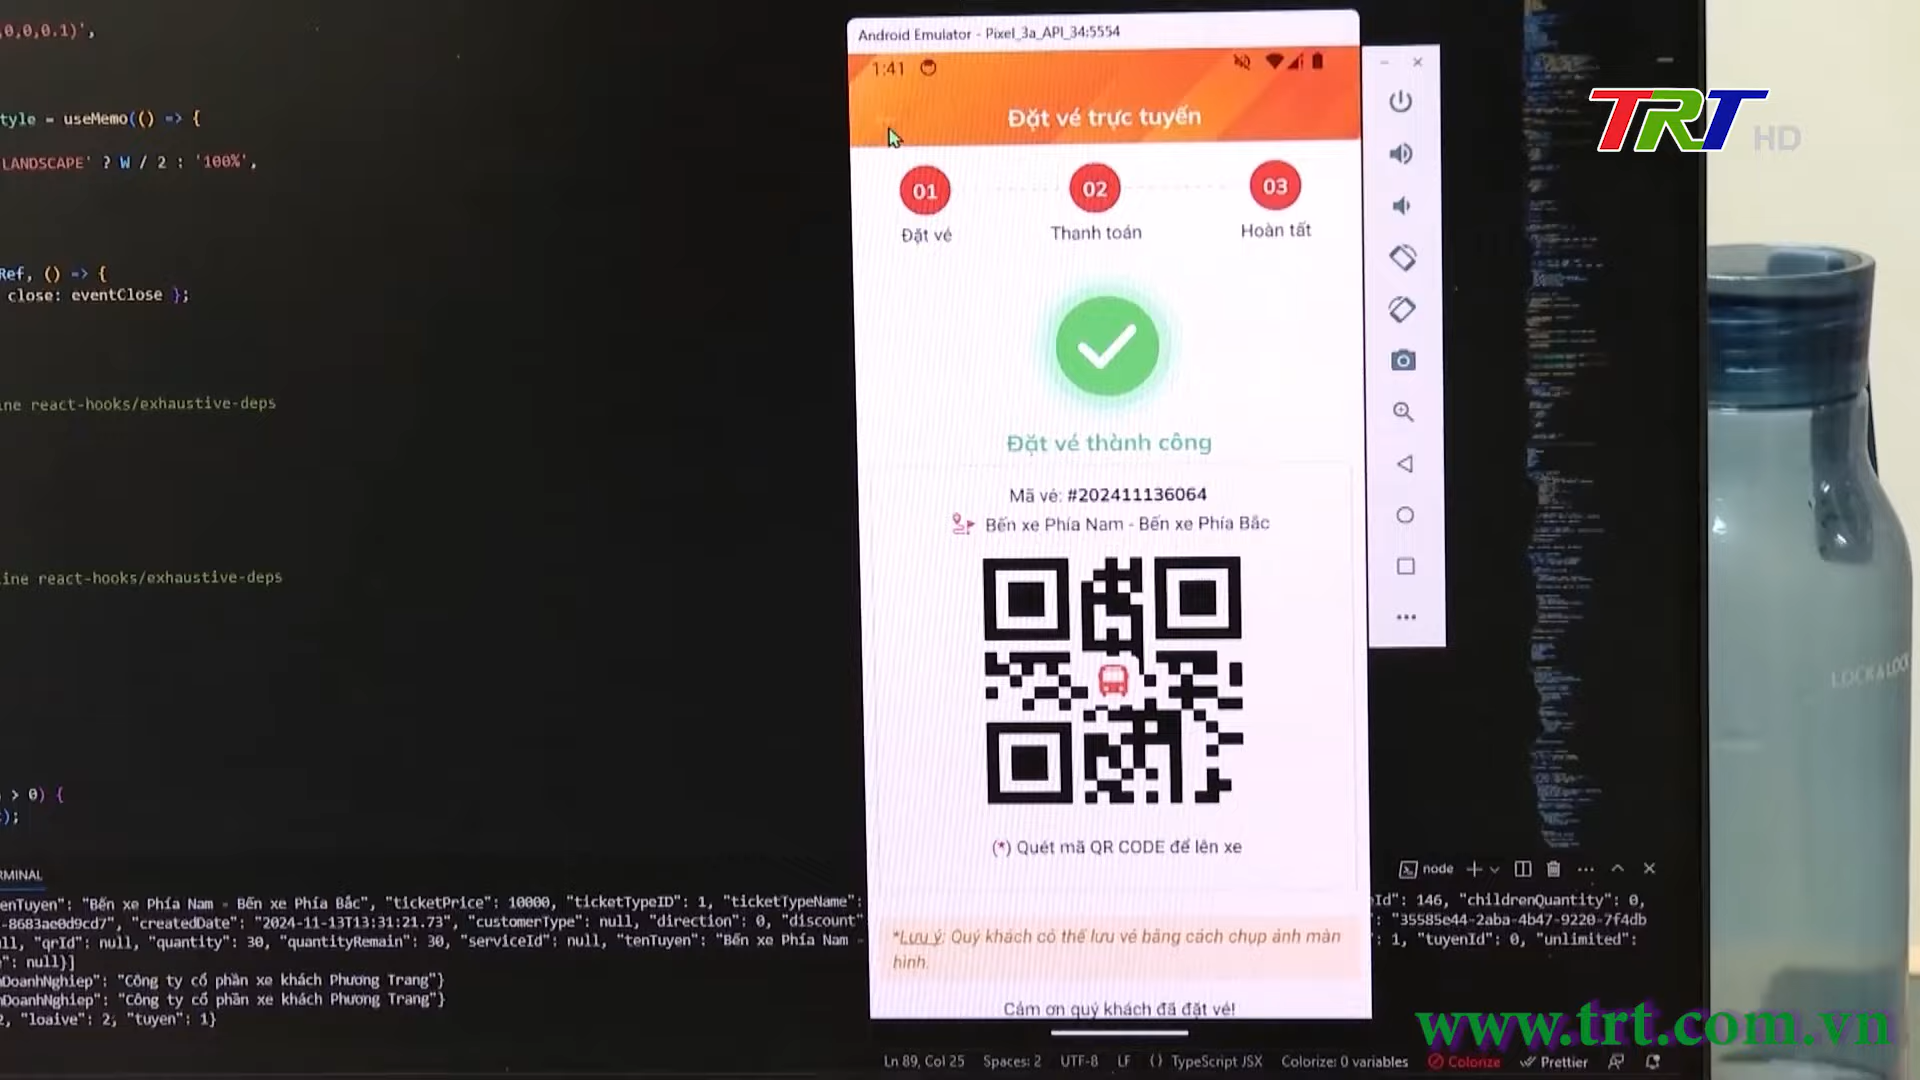 ,0,0,0.1)',
tyle = useMemo(() => {
LANDSCAPE' ? W / 2 : '100%',
Ref, () => {
close: eventClose };
ine react-hooks/exhaustive-deps
ine react-hooks/exhaustive-deps
> 0) {
);
Android Emulator - Pixel_3a_API_34:5554
1:41
Đặt vé trực tuyến
01
02
03
Đặt vé
Thanh toán
Hoàn tất
Đặt vé thành công
Mã vé: #202411136064
Bến xe Phía Nam - Bến xe Phía Bắc
(*) Quét mã QR CODE để lên xe
*Lưu ý: Quý khách có thể lưu vé bằng cách chụp ảnh màn
hình.
Cảm ơn quý khách đã đặt vé!
TRT HD
LOCK&LOCK
RMINAL
node
enTuyen": "Bến xe Phía Nam - Bến xe Phía Bắc", "ticketPrice": 10000, "ticketTypeID": 1, "ticketTypeName":
Id": 146, "childrenQuantity": 0,
-8683ae0d9cd7", "createdDate": "2024-11-13T13:31:21.73", "customerType": null, "direction": 0, "discount"
: "35585e44-2aba-4b47-9220-7f4db
ll, "qrId": null, "quantity": 30, "quantityRemain": 30, "serviceId": null, "tenTuyen": "Bến xe Phía Nam -
: 1, "tuyenId": 0, "unlimited":
": null}]
DoanhNghiep": "Công ty cổ phần xe khách Phương Trang"}
DoanhNghiep": "Công ty cổ phần xe khách Phương Trang"}
2, "loaive": 2, "tuyen": 1}
Ln 89, Col 25 Spaces: 2 UTF-8 LF TypeScript JSX Colorize: 0 variables Colorize Prettier
www.trt.com.vn